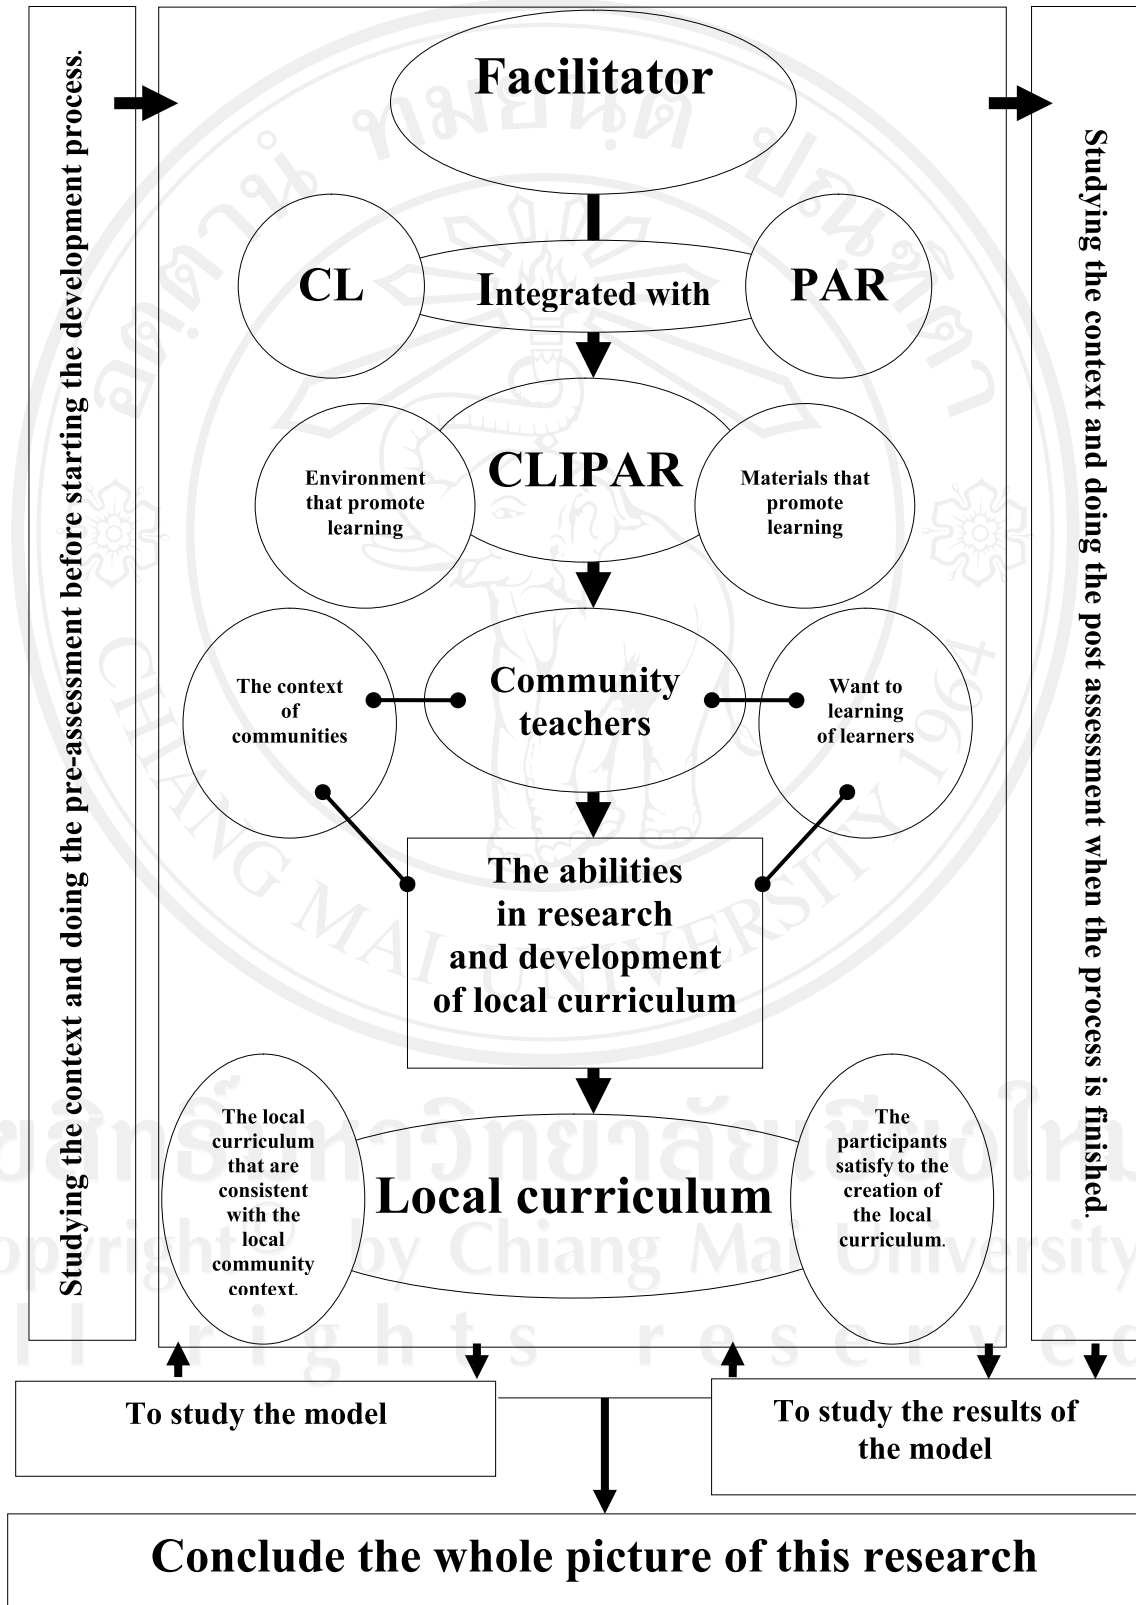 Studying the context and doing the pre-assessment before starting the development process.
Facilitator
CL
Integrated with
PAR
CLIPAR
Environment
that promote
learning
Materials that
promote
learning
The context
of
communities
Community
teachers
Want to
learning
of learners
The abilities
in research
and development
of local curriculum
The local
curriculum
that are
consistent
with the
local
community
context.
Local curriculum
The
participants
satisfy to the
creation of
the local
curriculum.
Studying the context and doing the post assessment when the process is finished.
To study the model
To study the results of
the model
Conclude the whole picture of this research
CHIANG MAI UNIVERSITY 1964
by Chiang Mai University
rights reserved